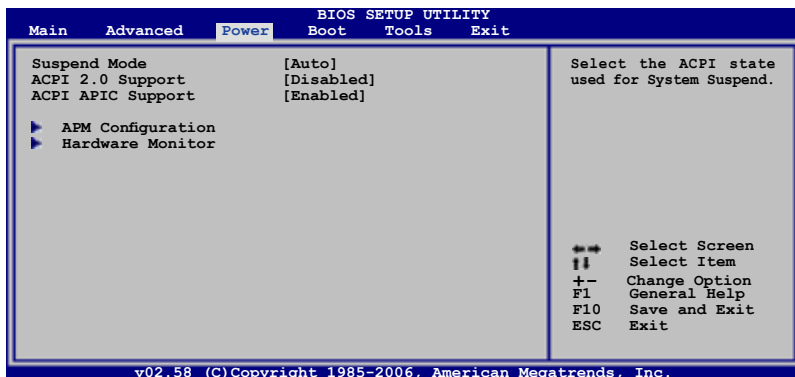 BIOS SETUP UTILITY
Main Advanced Power Boot Tools Exit
Suspend Mode [Auto]
ACPI 2.0 Support [Disabled]
ACPI APIC Support [Enabled]
APM Configuration
Hardware Monitor
Select the ACPI state
used for System Suspend.
Select Screen
Select Item
+- Change Option
F1 General Help
F10 Save and Exit
ESC Exit
v02.58 (C)Copyright 1985-2006, American Megatrends, Inc.